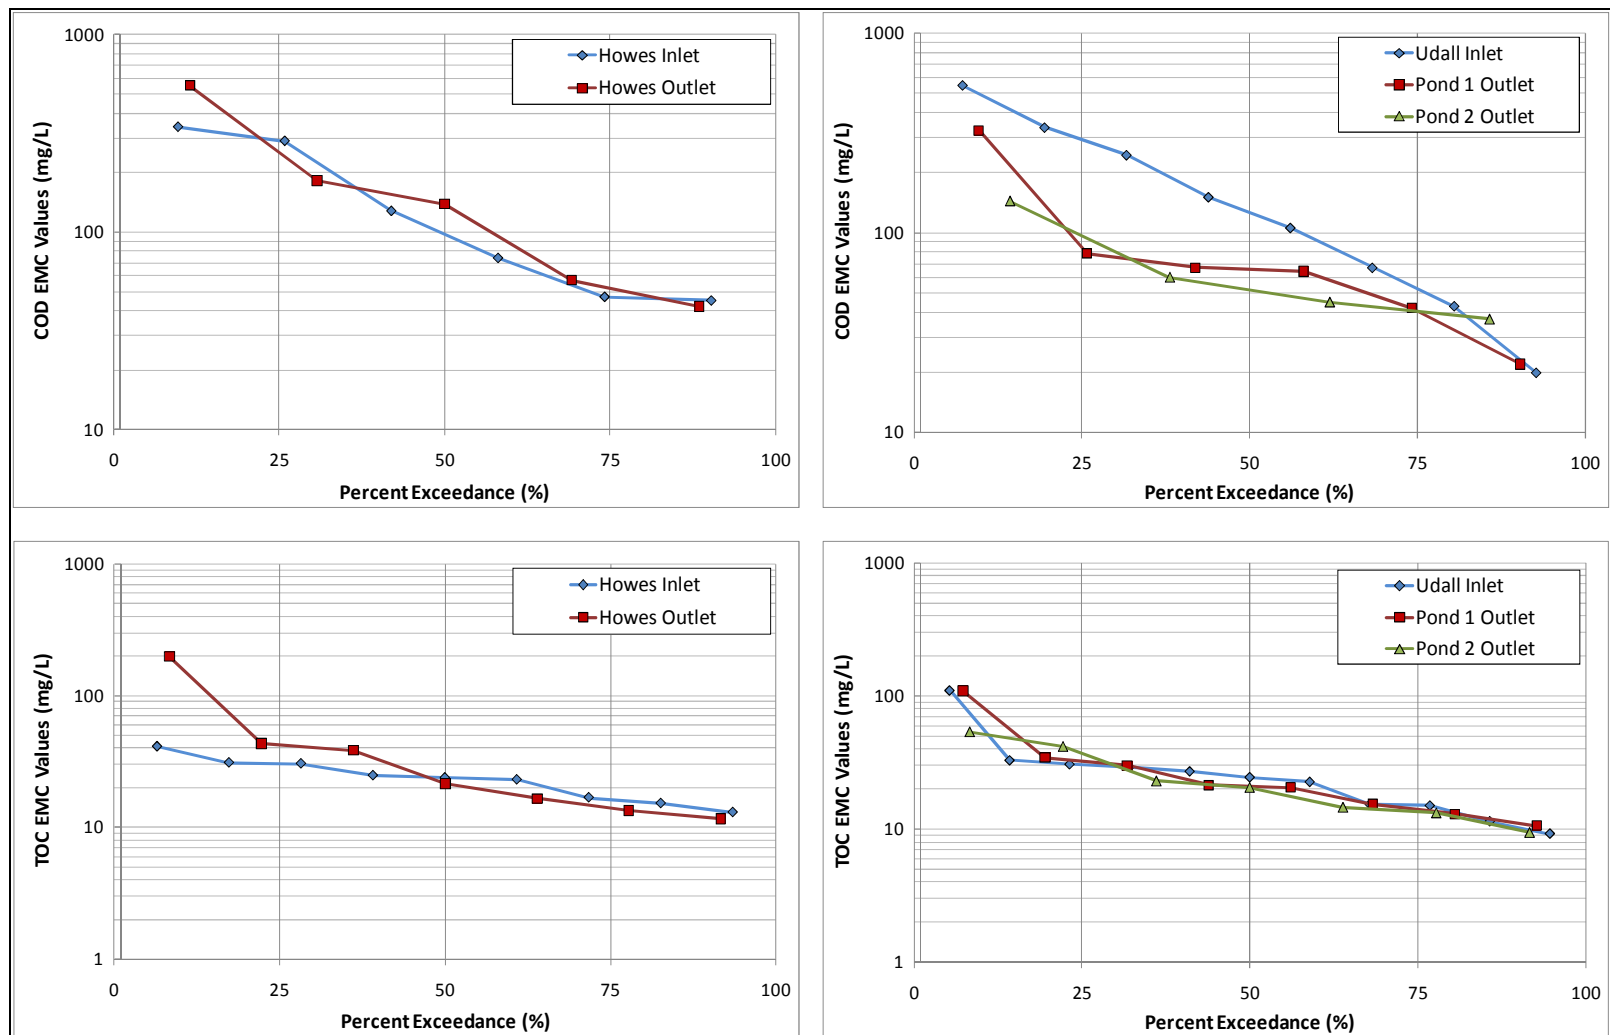 COD EMC Values (mg/L)
1000
100
10
0 25 50 75 100
Percent Exceedance (%)
Howes Inlet
Howes Outlet
COD EMC Values (mg/L)
1000
100
10
0 25 50 75 100
Percent Exceedance (%)
Udall Inlet
Pond 1 Outlet
Pond 2 Outlet
TOC EMC Values (mg/L)
1000
100
10
1
0 25 50 75 100
Percent Exceedance (%)
Howes Inlet
Howes Outlet
TOC EMC Values (mg/L)
1000
100
10
1
0 25 50 75 100
Percent Exceedance (%)
Udall Inlet
Pond 1 Outlet
Pond 2 Outlet